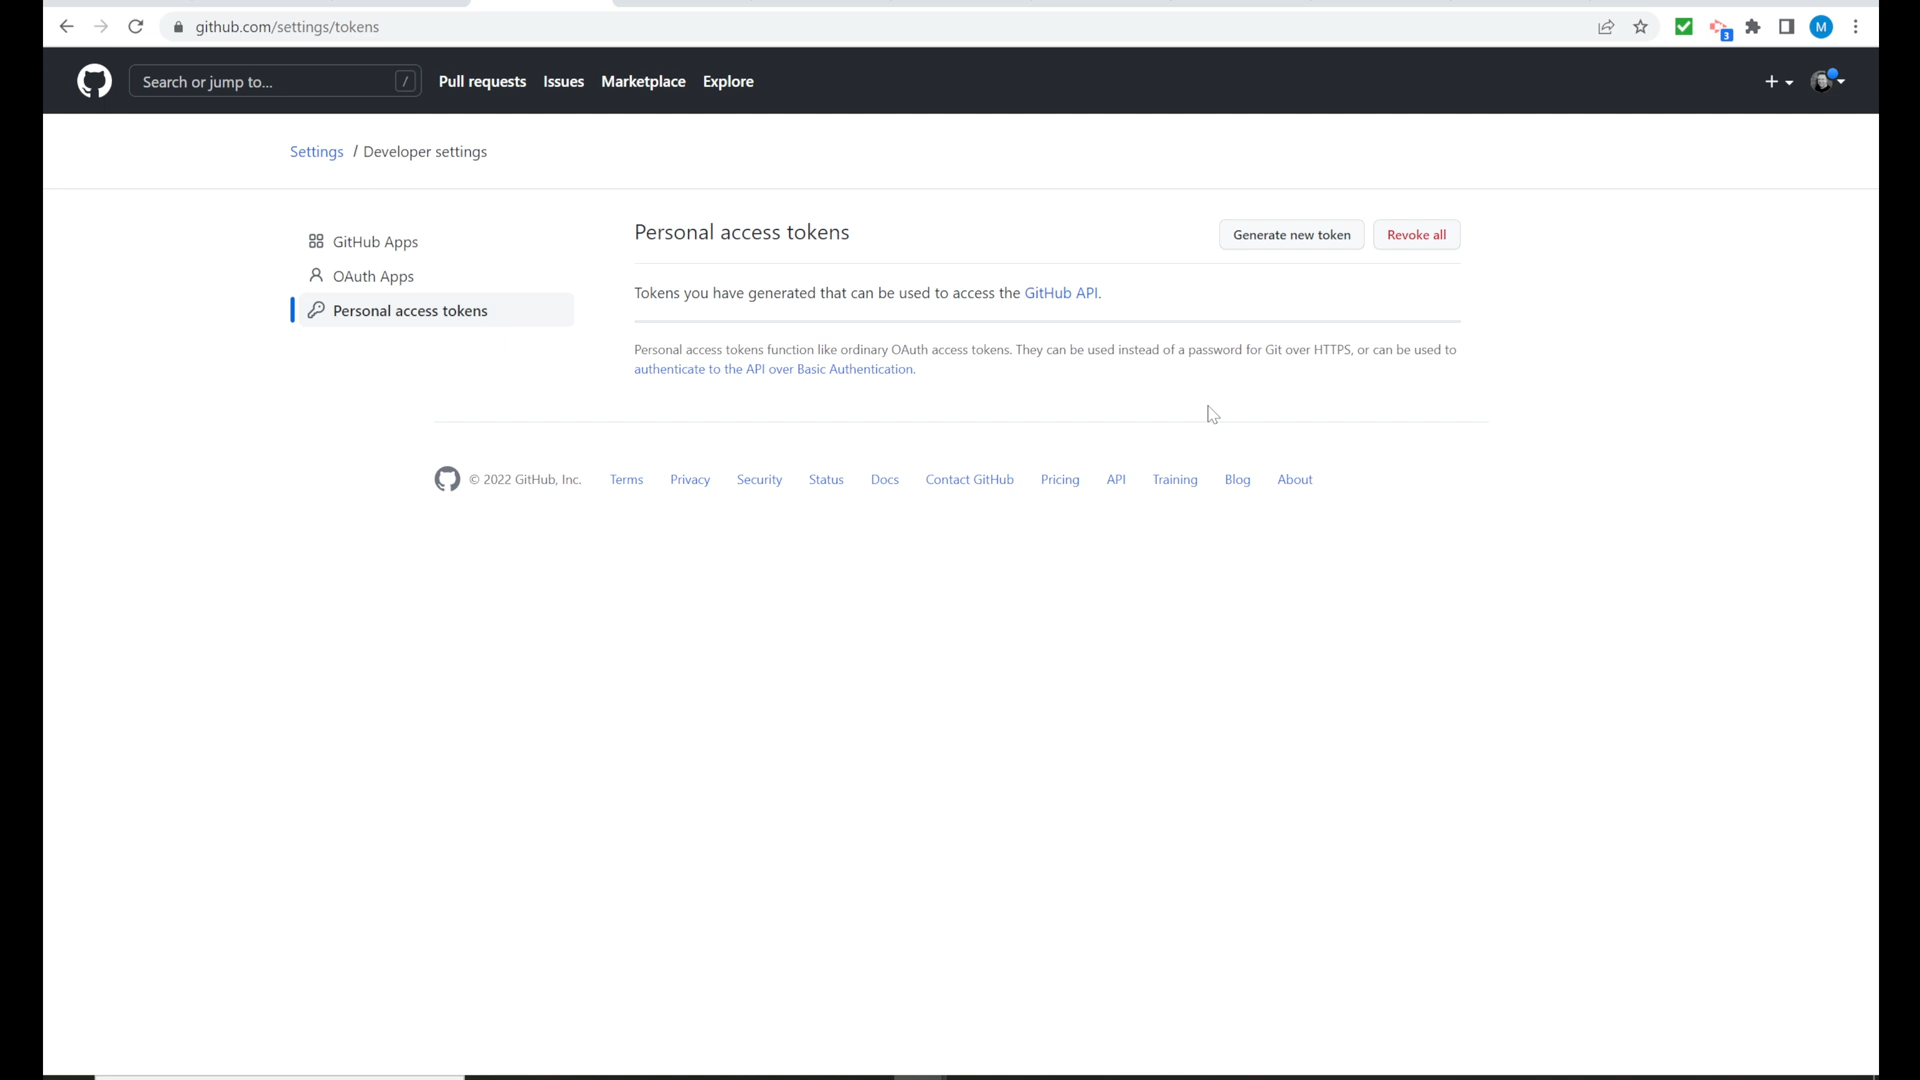 github.com/settings/tokens
3
M
Search or jump to...
/
Pull requests
Issues
Marketplace
Explore
Settings / Developer settings
GitHub Apps
OAuth Apps
Personal access tokens
Personal access tokens
Generate new token
Revoke all
Tokens you have generated that can be used to access the GitHub API.
Personal access tokens function like ordinary OAuth access tokens. They can be used instead of a password for Git over HTTPS, or can be used to
authenticate to the API over Basic Authentication.
© 2022 GitHub, Inc.
Terms
Privacy
Security
Status
Docs
Contact GitHub
Pricing
API
Training
Blog
About